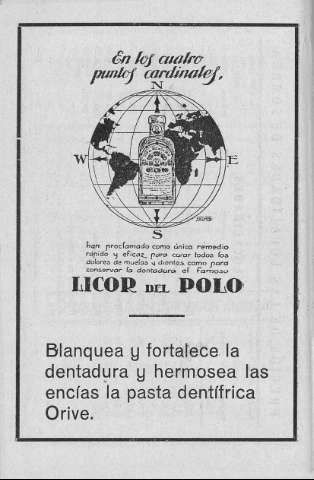 En los cuatro
puntos cardinales,
N
W
E
S
han proclamado como único remedio
rápido y eficaz, para curar todos los
dolores de muelas y dientes, como para
conservar la dentadura el famoso
LICOR DEL POLO
Blanquea y fortalece la
dentadura y hermosea las
encías la pasta dentífrica
Orive.